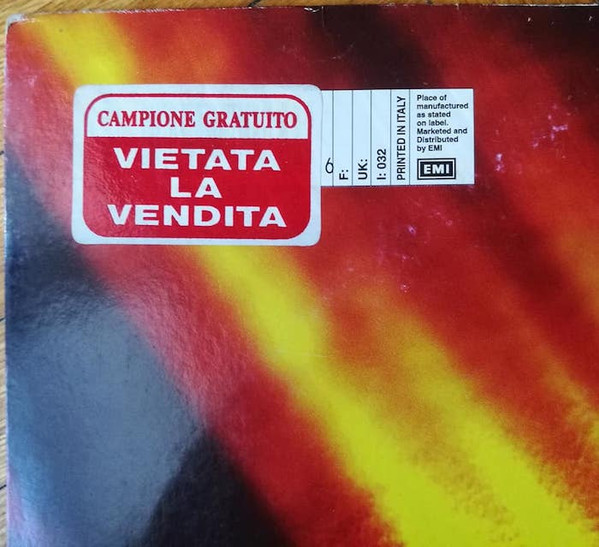 CAMPIONE GRATUITO
VIETATA
LA
VENDITA
6
F:
UK:
I: 032
PRINTED IN ITALY
Place of
manufactured
as stated
on label.
Marketed and
Distributed
by EMI
EMI